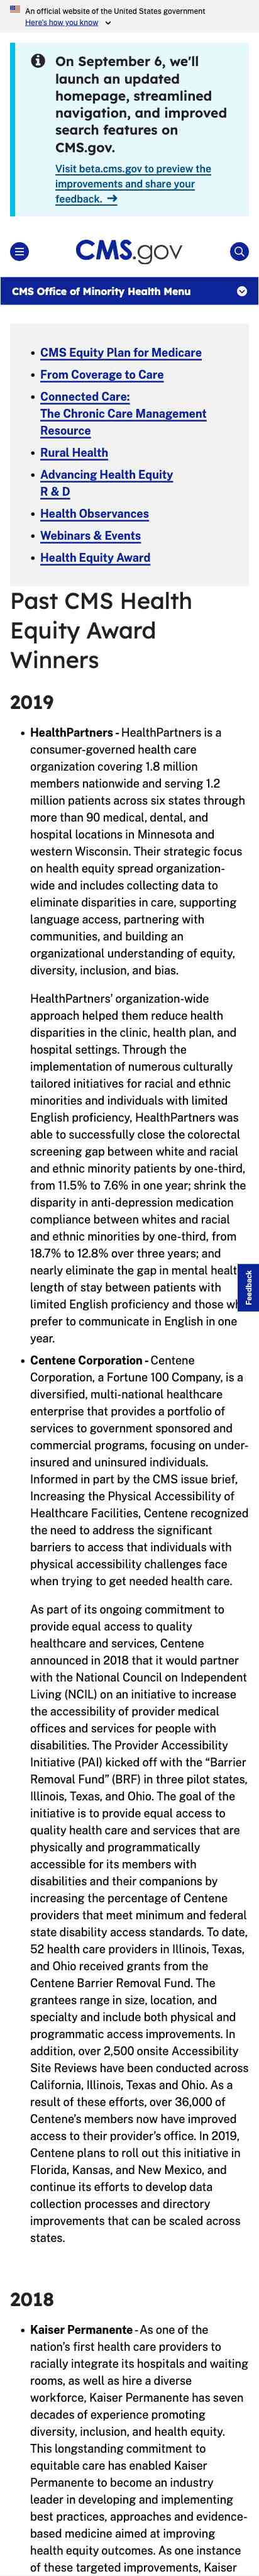 An official website of the United States government
Here's how you know
On September 6, we'll
launch an updated
homepage, streamlined
navigation, and improved
search features on
CMS.gov.
Visit beta.cms.gov to preview the
improvements and share your
feedback. →
CMS.gov
CMS Office of Minority Health Menu
• CMS Equity Plan for Medicare
• From Coverage to Care
• Connected Care:
The Chronic Care Management
Resource
• Rural Health
• Advancing Health Equity
R & D
• Health Observances
• Webinars & Events
• Health Equity Award
Past CMS Health
Equity Award
Winners
2019
• HealthPartners - HealthPartners is a
consumer-governed health care
organization covering 1.8 million
members nationwide and serving 1.2
million patients across six states through
more than 90 medical, dental, and
hospital locations in Minnesota and
western Wisconsin. Their strategic focus
on health equity spread organization-
wide and includes collecting data to
eliminate disparities in care, supporting
language access, partnering with
communities, and building an
organizational understanding of equity,
diversity, inclusion, and bias.
HealthPartners' organization-wide
approach helped them reduce health
disparities in the clinic, health plan, and
hospital settings. Through the
implementation of numerous culturally
tailored initiatives for racial and ethnic
minorities and individuals with limited
English proficiency, HealthPartners was
able to successfully close the colorectal
screening gap between white and racial
and ethnic minority patients by one-third,
from 11.5% to 7.6% in one year; shrink the
disparity in anti-depression medication
compliance between whites and racial
and ethnic minorities by one-third, from
18.7% to 12.8% over three years; and
nearly eliminate the gap in mental healt
length of stay between patients with
limited English proficiency and those w
prefer to communicate in English in one
year.
Feedback
• Centene Corporation - Centene
Corporation, a Fortune 100 Company, is a
diversified, multi-national healthcare
enterprise that provides a portfolio of
services to government sponsored and
commercial programs, focusing on under-
insured and uninsured individuals.
Informed in part by the CMS issue brief,
Increasing the Physical Accessibility of
Healthcare Facilities, Centene recognized
the need to address the significant
barriers to access that individuals with
physical accessibility challenges face
when trying to get needed health care.
As part of its ongoing commitment to
provide equal access to quality
healthcare and services, Centene
announced in 2018 that it would partner
with the National Council on Independent
Living (NCIL) on an initiative to increase
the accessibility of provider medical
offices and services for people with
disabilities. The Provider Accessibility
Initiative (PAI) kicked off with the “Barrier
Removal Fund” (BRF) in three pilot states,
Illinois, Texas, and Ohio. The goal of the
initiative is to provide equal access to
quality health care and services that are
physically and programmatically
accessible for its members with
disabilities and their companions by
increasing the percentage of Centene
providers that meet minimum and federal
state disability access standards. To date,
52 health care providers in Illinois, Texas,
and Ohio received grants from the
Centene Barrier Removal Fund. The
grantees range in size, location, and
specialty and include both physical and
programmatic access improvements. In
addition, over 2,500 onsite Accessibility
Site Reviews have been conducted across
California, Illinois, Texas and Ohio. As a
result of these efforts, over 36,000 of
Centene's members now have improved
access to their provider's office. In 2019,
Centene plans to roll out this initiative in
Florida, Kansas, and New Mexico, and
continue its efforts to develop data
collection processes and directory
improvements that can be scaled across
states.
2018
• Kaiser Permanente - As one of the
nation's first health care providers to
racially integrate its hospitals and waiting
rooms, as well as hire a diverse
workforce, Kaiser Permanente has seven
decades of experience promoting
diversity, inclusion, and health equity.
This longstanding commitment to
equitable care has enabled Kaiser
Permanente to become an industry
leader in developing and implementing
best practices, approaches and evidence-
based medicine aimed at improving
health equity outcomes. As one instance
of these targeted improvements, Kaiser